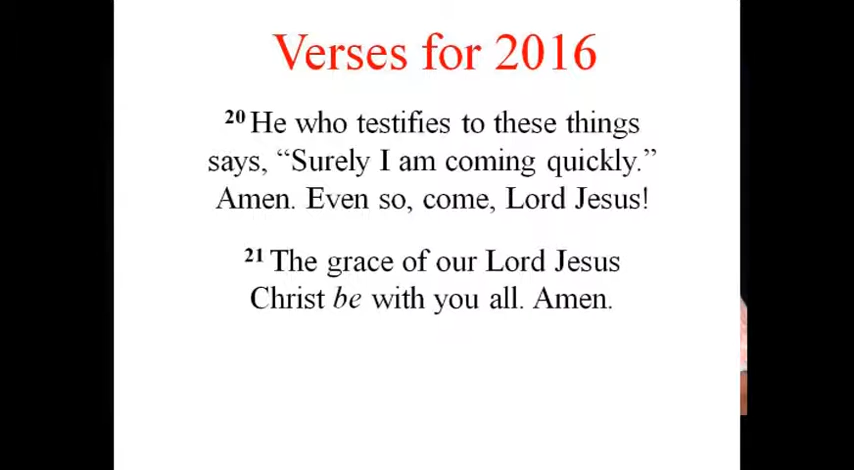 Verses for 2016
20 He who testifies to these things
says, “Surely I am coming quickly.”
Amen. Even so, come, Lord Jesus!
21 The grace of our Lord Jesus
Christ be with you all. Amen.